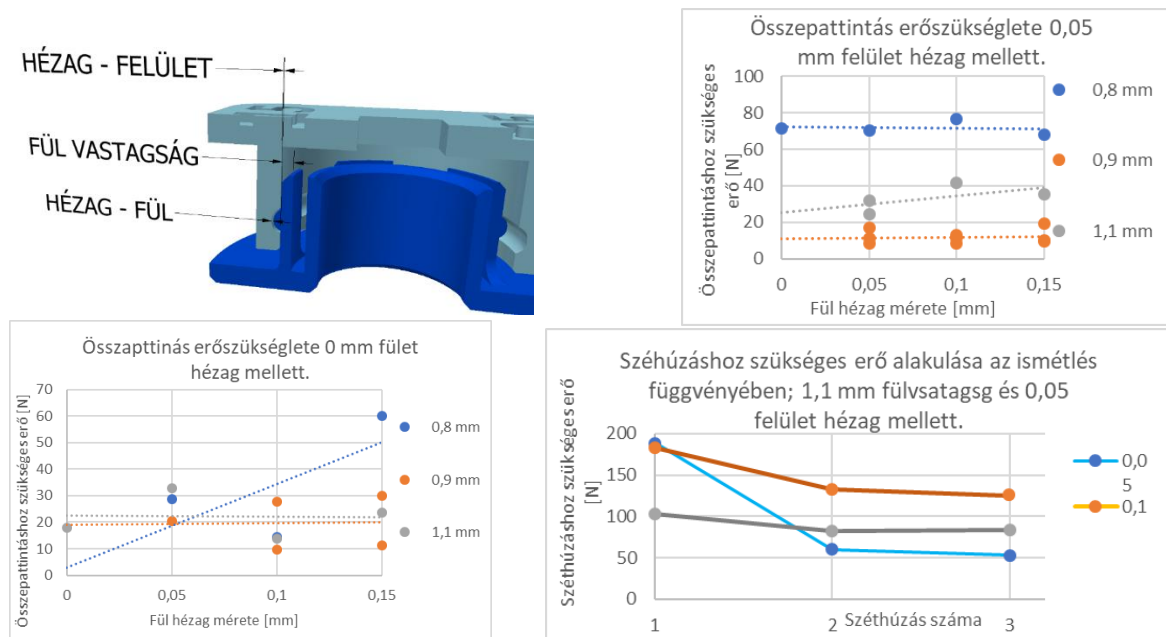 HÉZAG - FELÜLET
FÜL VASTAGSÁG
HÉZAG - FÜL
Összepattintás erőszükséglete 0,05
mm felület hézag mellett.
Összepattintáshoz szükséges
erő [N]
100
80
60
40
20
0
0
0,05
0,1
0,15
Fül hézag mérete [mm]
0,8 mm
0,9 mm
1,1 mm
Összapttinás erőszükséglete 0 mm fület
hézag mellett.
Összepattintáshoz szükséges erő [N]
70
60
50
40
30
20
10
0
0
0,05
0,1
0,15
Fül hézag mérete [mm]
0,8 mm
0,9 mm
1,1 mm
Széhúzáshoz szükséges erő alakulása az ismétlés
függvényében; 1,1 mm fülvsatagsg és 0,05
felület hézag mellett.
Széthúzáshoz szükséges erő
[N]
200
150
100
50
0
1
2
3
Széthúzás száma
0,0
5
0,1